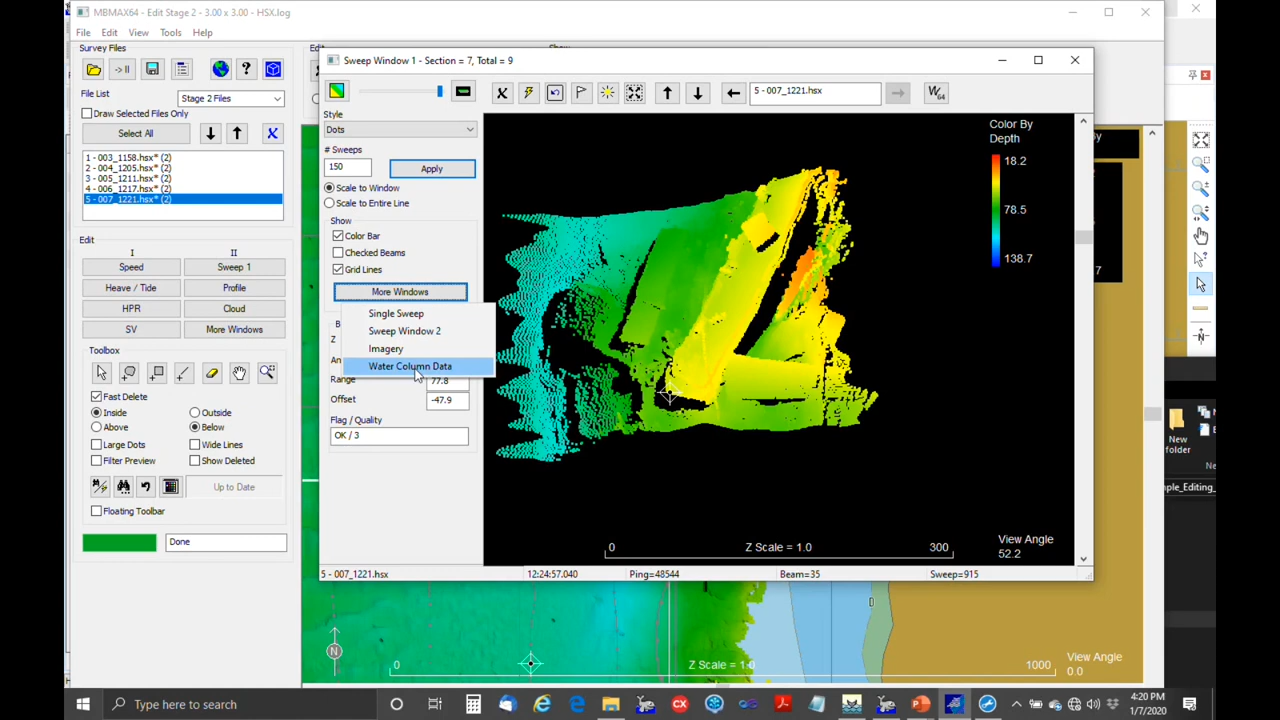 MBMAX64 - Edit Stage 2 - 3.00 x 3.00 - HSX.log
File Edit View Tools Help
Survey Files
File List
Stage 2 Files
Draw Selected Files Only
Select All
1 - 003_1158.hsx* (2)
2 - 004_1205.hsx* (2)
3 - 005_1211.hsx* (2)
4 - 006_1217.hsx* (2)
5 - 007_1221.hsx* (2)
Edit
I II
Speed Sweep 1
Heave / Tide Profile
HPR Cloud
SV More Windows
Toolbox
Fast Delete
Inside Outside
Above Below
Large Dots Wide Lines
Filter Preview Show Deleted
Up to Date
Floating Toolbar
Done
Sweep Window 1 - Section = 7, Total = 9
5 - 007_1221.hsx
W64
Style
Dots
# Sweeps
150
Apply
Scale to Window
Scale to Entire Line
Show
Color Bar
Checked Beams
Grid Lines
More Windows
Single Sweep
Sweep Window 2
Imagery
Water Column Data
Range 77.8
Offset -47.9
Flag / Quality
OK / 3
Color By
Depth
18.2
78.5
138.7
0 Z Scale = 1.0 300
View Angle
52.2
5 - 007_1221.hsx 12:24:57.040 Ping=48544 Beam=35 Sweep=915
N
0 Z Scale = 1.0 1000
View Angle
0.0
New
folder
ple_Editing_
Type here to search
CX
4:20 PM
1/7/2020